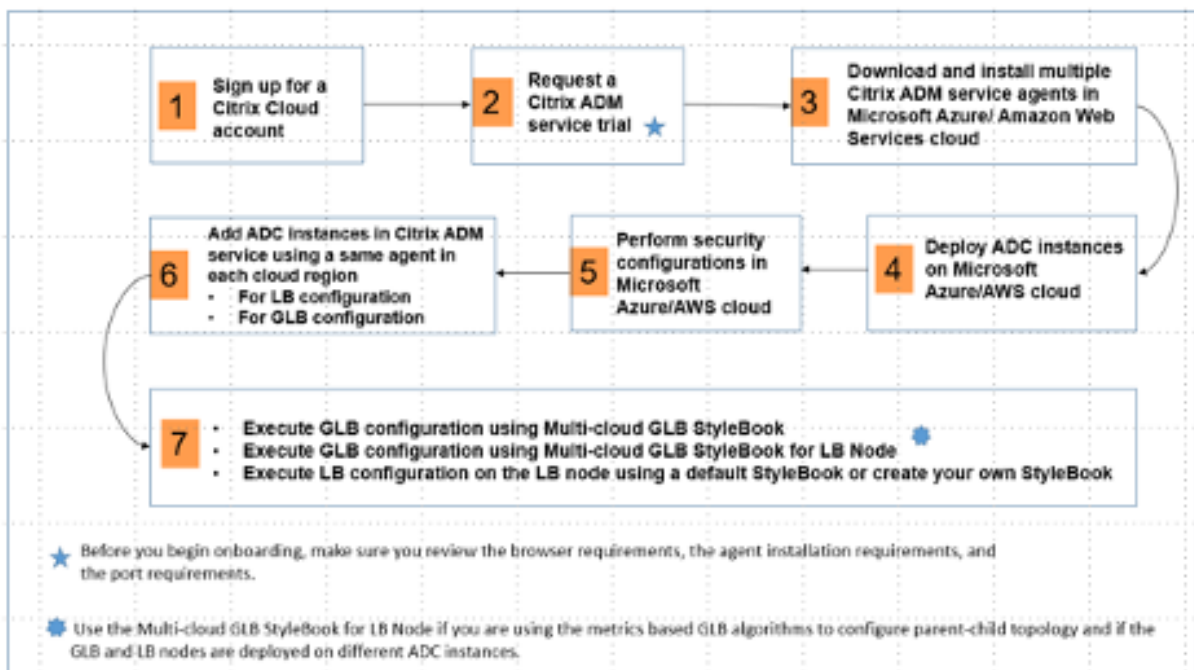 1
Sign up for a
Citrix Cloud
account
2
Request a
Citrix ADM
service trial
3
Download and install multiple
Citrix ADM service agents in
Microsoft Azure/ Amazon Web
Services cloud
4
Deploy ADC instances
on Microsoft
Azure/AWS cloud
5
Perform security
configurations in
Microsoft
Azure/AWS cloud
6
Add ADC instances in Citrix ADM
service using a same agent in
each cloud region
• For LB configuration
• For GLB configuration
7
• Execute GLB configuration using Multi-cloud GLB StyleBook
• Execute GLB configuration using Multi-cloud GLB StyleBook for LB Node
• Execute LB configuration on the LB node using a default StyleBook or create your own StyleBook
Before you begin onboarding, make sure you review the browser requirements, the agent installation requirements, and
the port requirements.
Use the Multi-cloud GLB StyleBook for LB Node if you are using the metrics based GLB algorithms to configure parent-child topology and if the
GLB and LB nodes are deployed on different ADC instances.